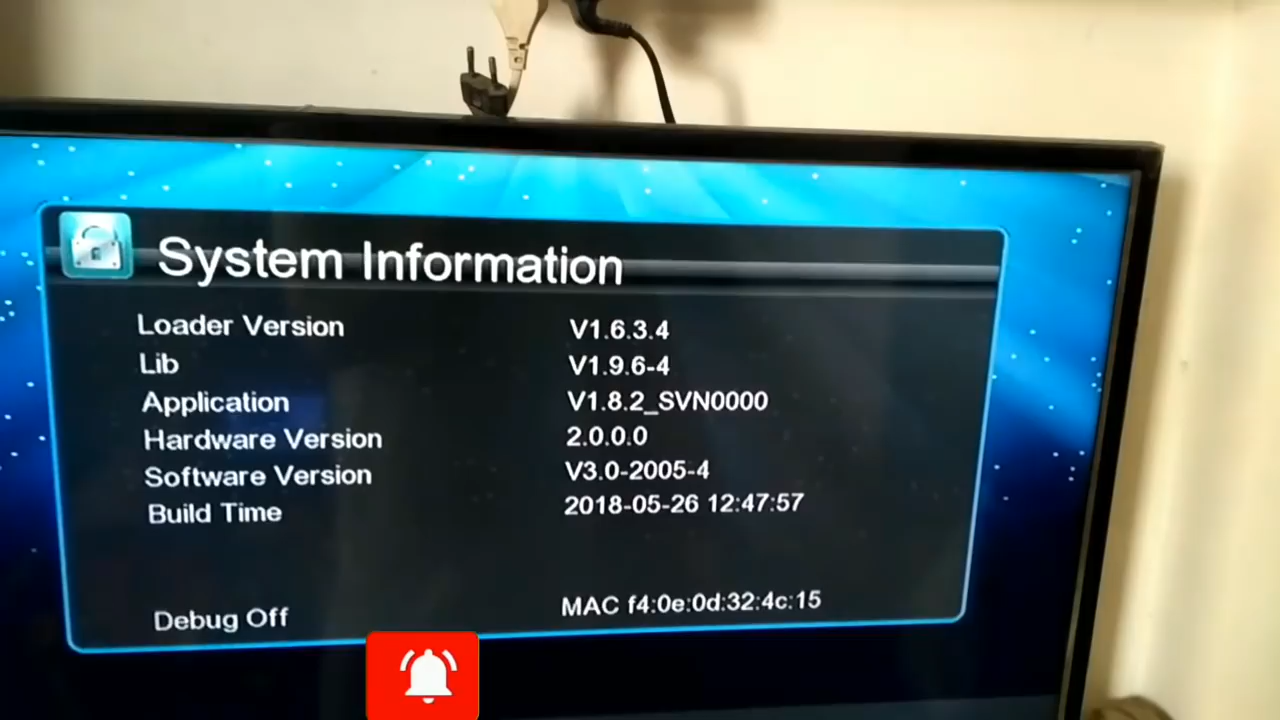 System Information
Loader Version V1.6.3.4
Lib V1.9.6-4
Application V1.8.2_SVN0000
Hardware Version 2.0.0.0
Software Version V3.0-2005-4
Build Time 2018-05-26 12:47:57
Debug Off MAC f4:0e:0d:32:4c:15